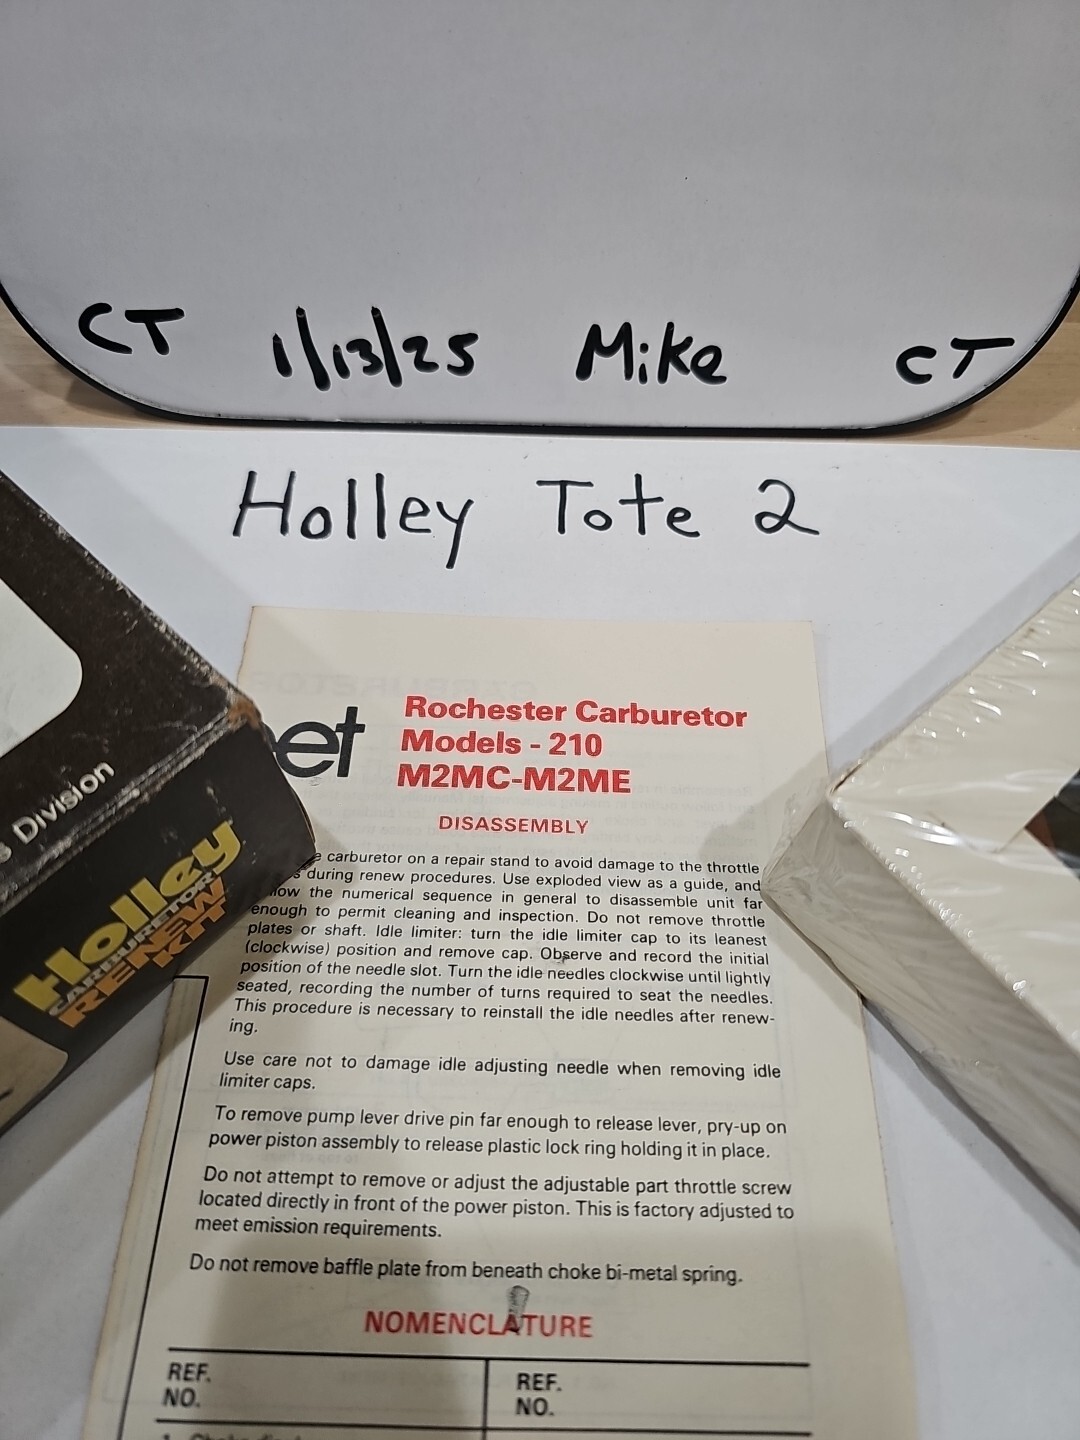 CT 1/13/25 Mike CT
Holley Tote 2
Division
Holley
CARBURETOR
RENEW
KIT
et
Rochester Carburetor
Models - 210
M2MC-M2ME
DISASSEMBLY
carburetor on a repair stand to avoid damage to the throttle
during renew procedures. Use exploded view as a guide, and
the numerical sequence in general to disassemble unit far
enough to permit cleaning and inspection. Do not remove throttle
plates or shaft. Idle limiter: turn the idle limiter cap to its leanest
(clockwise) position and remove cap. Observe and record the initial
position of the needle slot. Turn the idle needles clockwise until lightly
seated, recording the number of turns required to seat the needles.
This procedure is necessary to reinstall the idle needles after renew-
ing.
Use care not to damage idle adjusting needle when removing idle
limiter caps.
To remove pump lever drive pin far enough to release lever, pry-up on
power piston assembly to release plastic lock ring holding it in place.
Do not attempt to remove or adjust the adjustable part throttle screw
located directly in front of the power piston. This is factory adjusted to
meet emission requirements.
Do not remove baffle plate from beneath choke bi-metal spring.
NOMENCLATURE
REF. REF.
NO. NO.